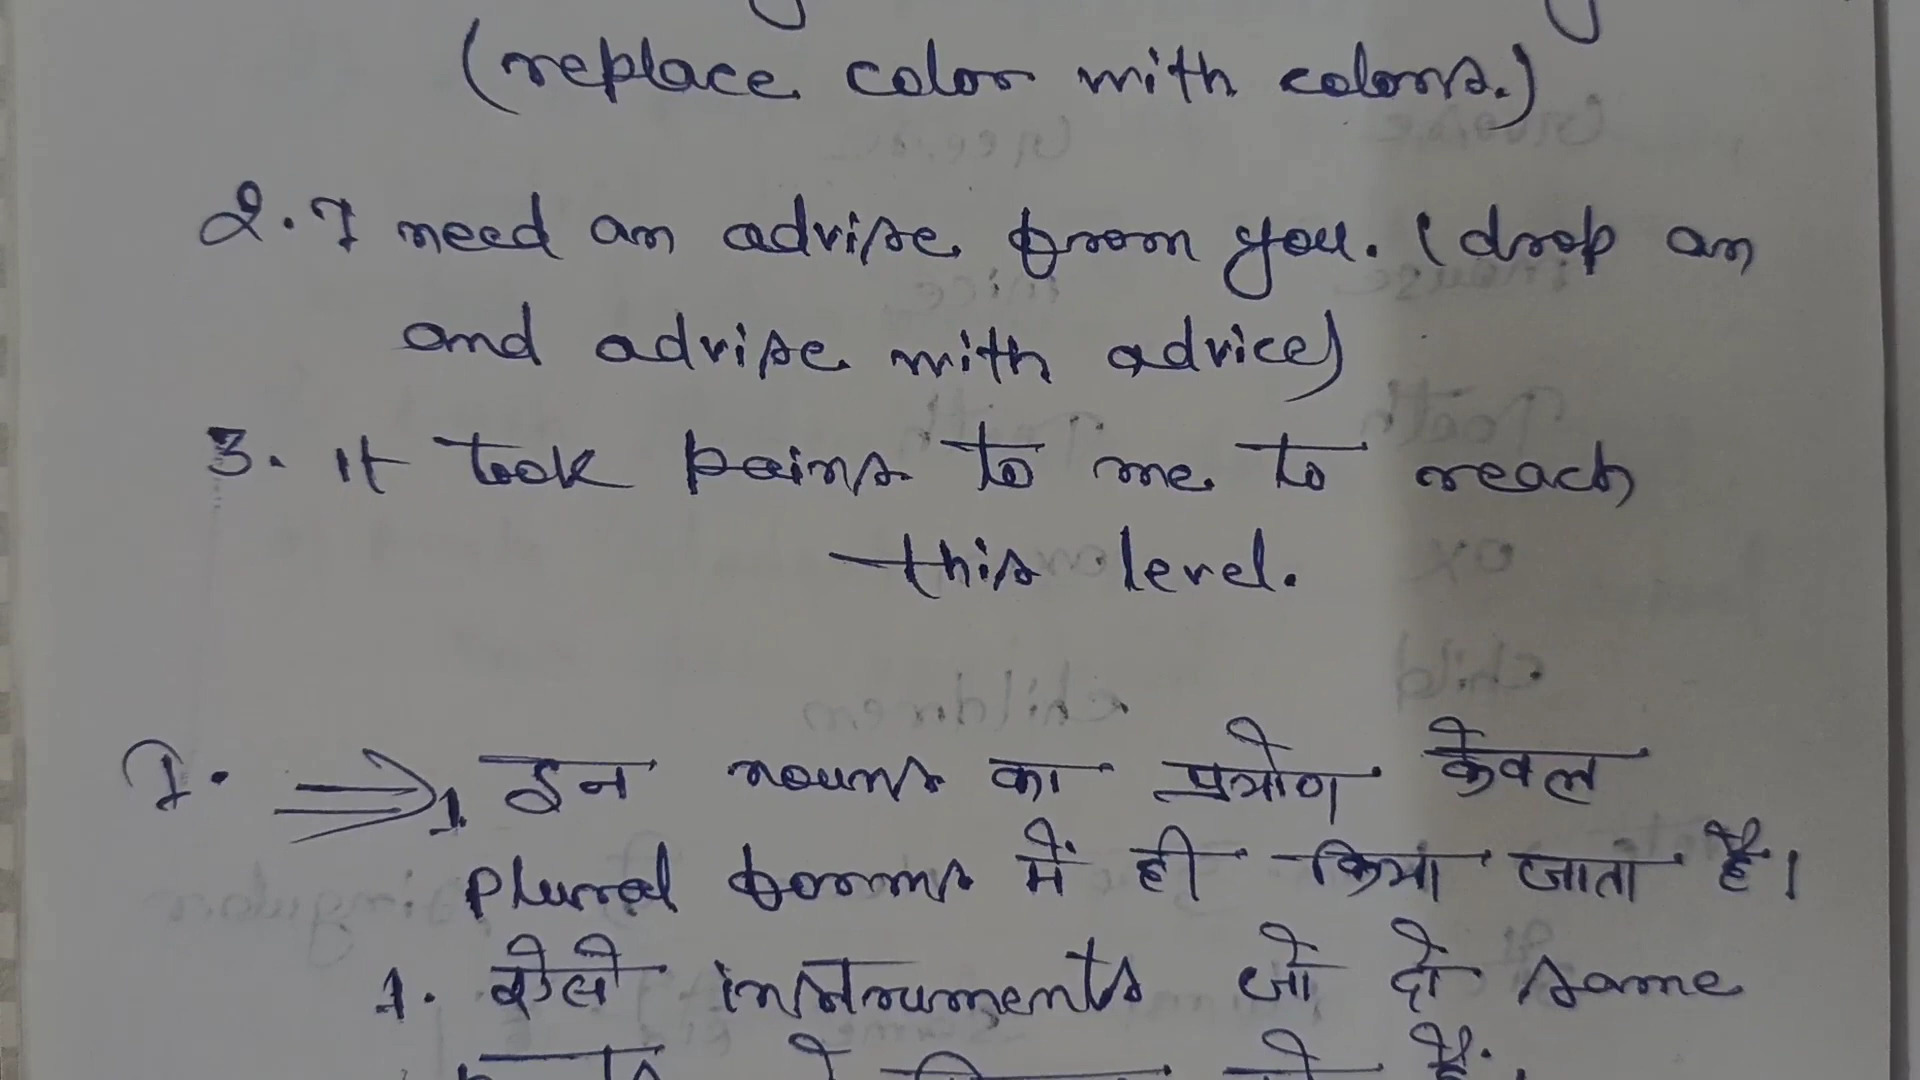 (replace color with colors.)
2. I need an advise from you. (drop an
and advise with advice)
3. It took pains to me to reach
this level.
I. ⇒ 1. इन nouns का प्रयोग केवल
plural forms में ही किया जाता है।
1. ऐसे instruments जो दो same